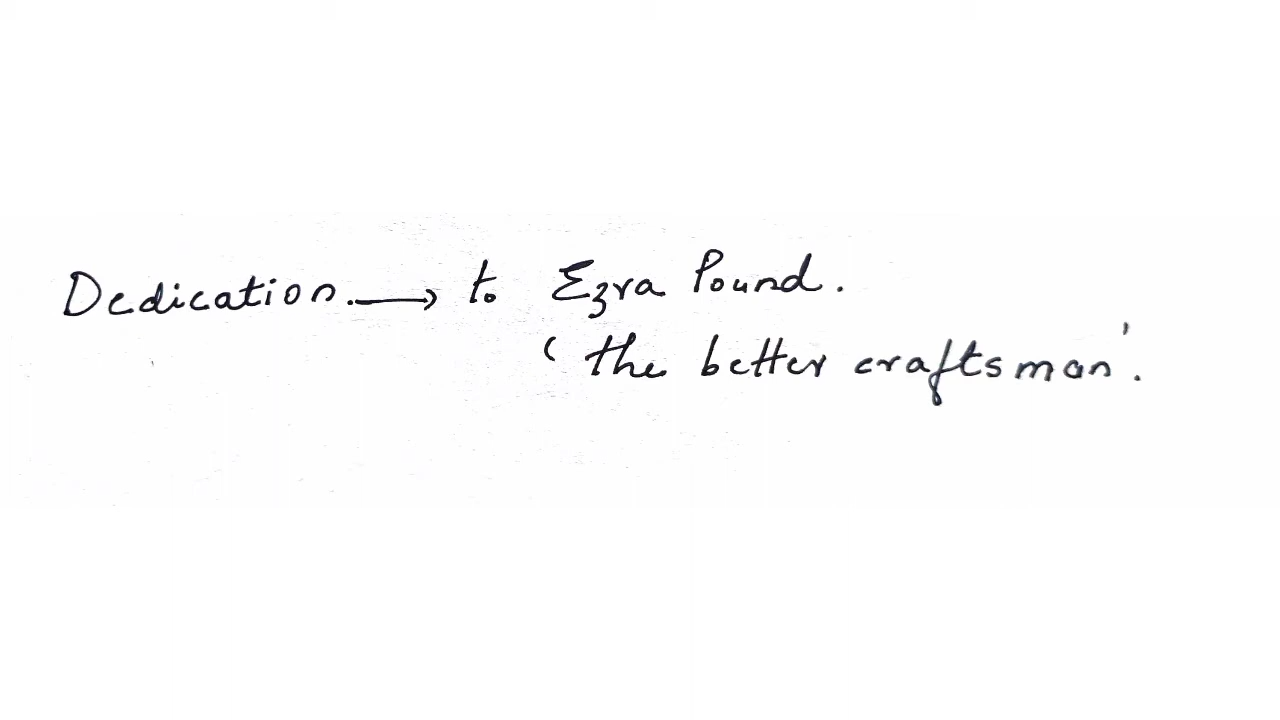 Dedication. → to Ezra Pound.
'the better craftsman'.